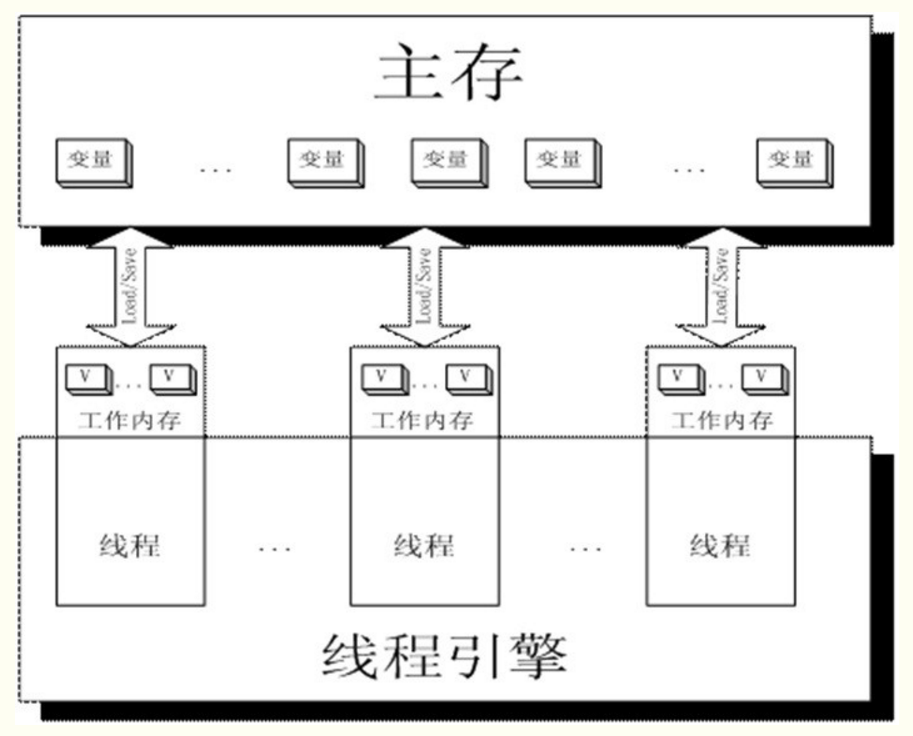 主存
变量 ... 变量 变量 变量 ... 变量
Load/Save Load/Save Load/Save
V ... V V ... V V ... V
工作内存 工作内存 工作内存
线程 ... 线程 ... 线程
线程引擎